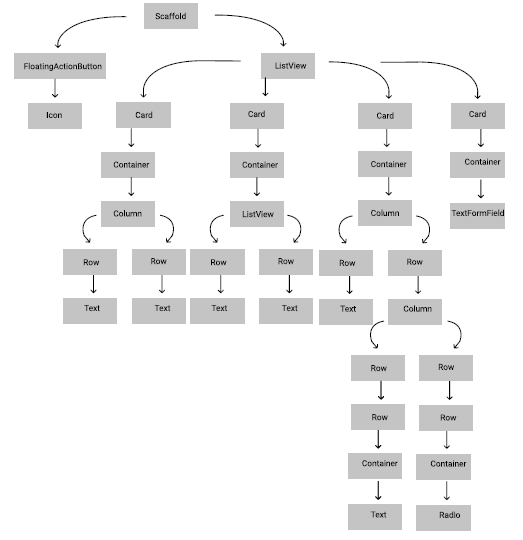 Scaffold
FloatingActionButton
ListView
Icon
Card
Card
Card
Card
Container
Container
Container
Container
Column
ListView
Column
TextFormField
Row
Row
Row
Row
Row
Row
Text
Text
Text
Text
Text
Column
Row
Row
Row
Row
Container
Container
Text
Radio